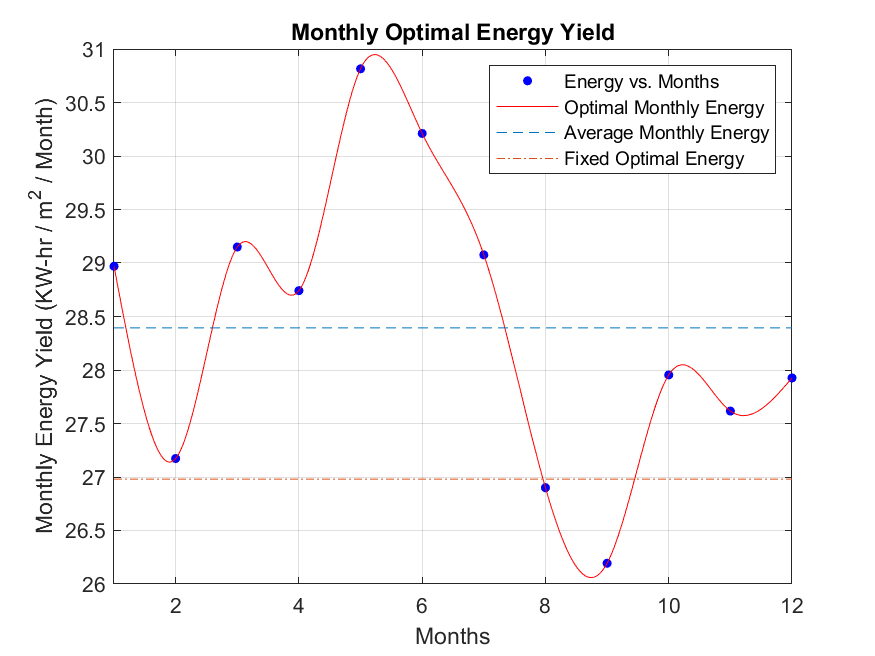 Monthly Optimal Energy Yield
Monthly Energy Yield (KW-hr / m² / Month)
31
30.5
30
29.5
29
28.5
28
27.5
27
26.5
26
Energy vs. Months
Optimal Monthly Energy
Average Monthly Energy
Fixed Optimal Energy
2 4 6 8 10 12
Months